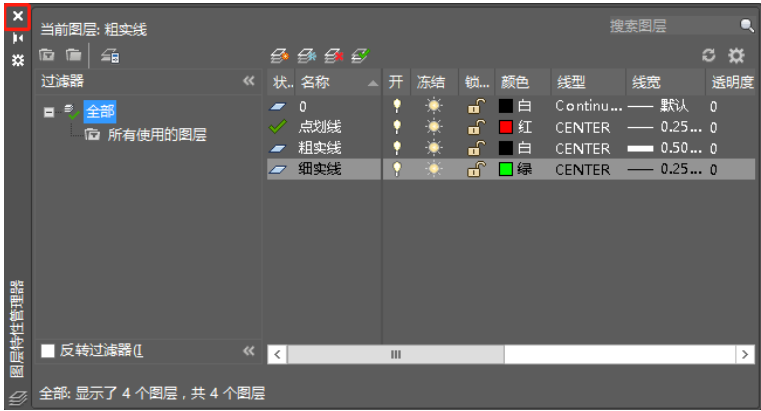 当前图层: 粗实线
搜索图层
过滤器
状.. 名称 开 冻结 锁... 颜色 线型 线宽 透明度
全部
所有使用的图层
0 白 Continu... 默认 0
点划线 红 CENTER 0.25... 0
粗实线 白 CENTER 0.50... 0
细实线 绿 CENTER 0.25... 0
反转过滤器(I
全部: 显示了 4 个图层，共 4 个图层
图层特性管理器